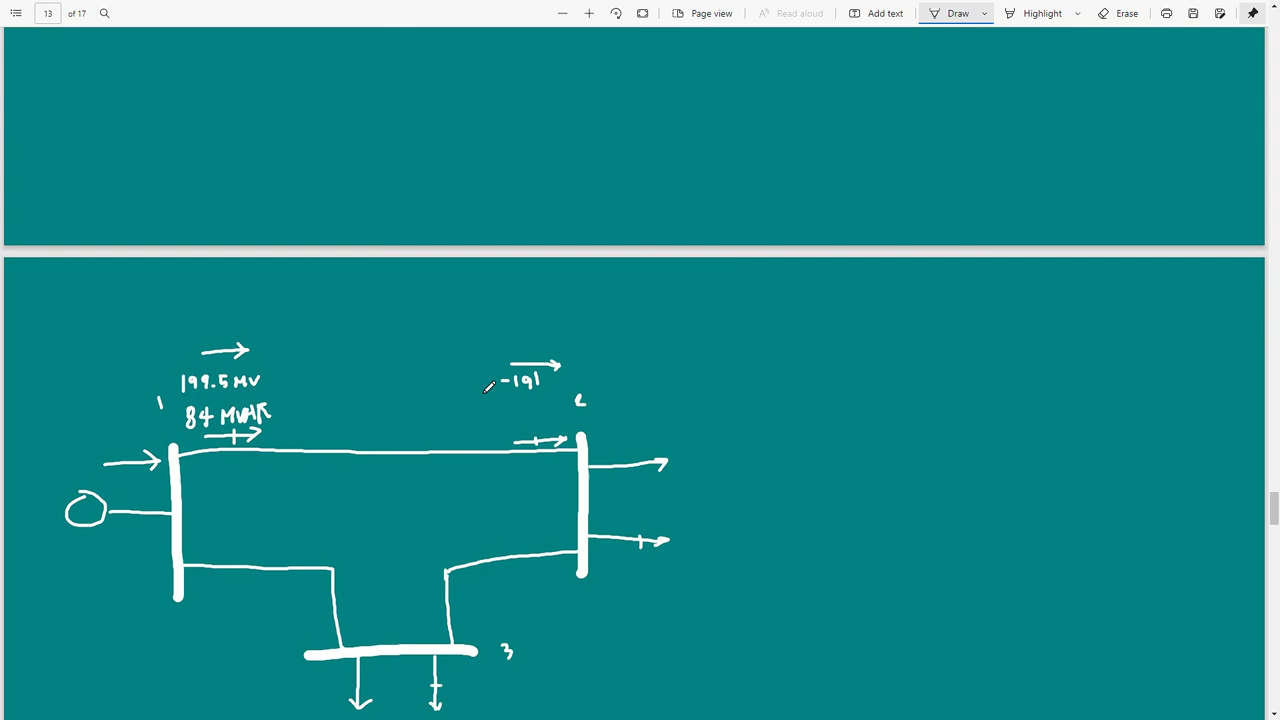 13 of 17 Page view Read aloud Add text Draw Highlight Erase
199.5 MW
84 MVAR
-191
1
2
3